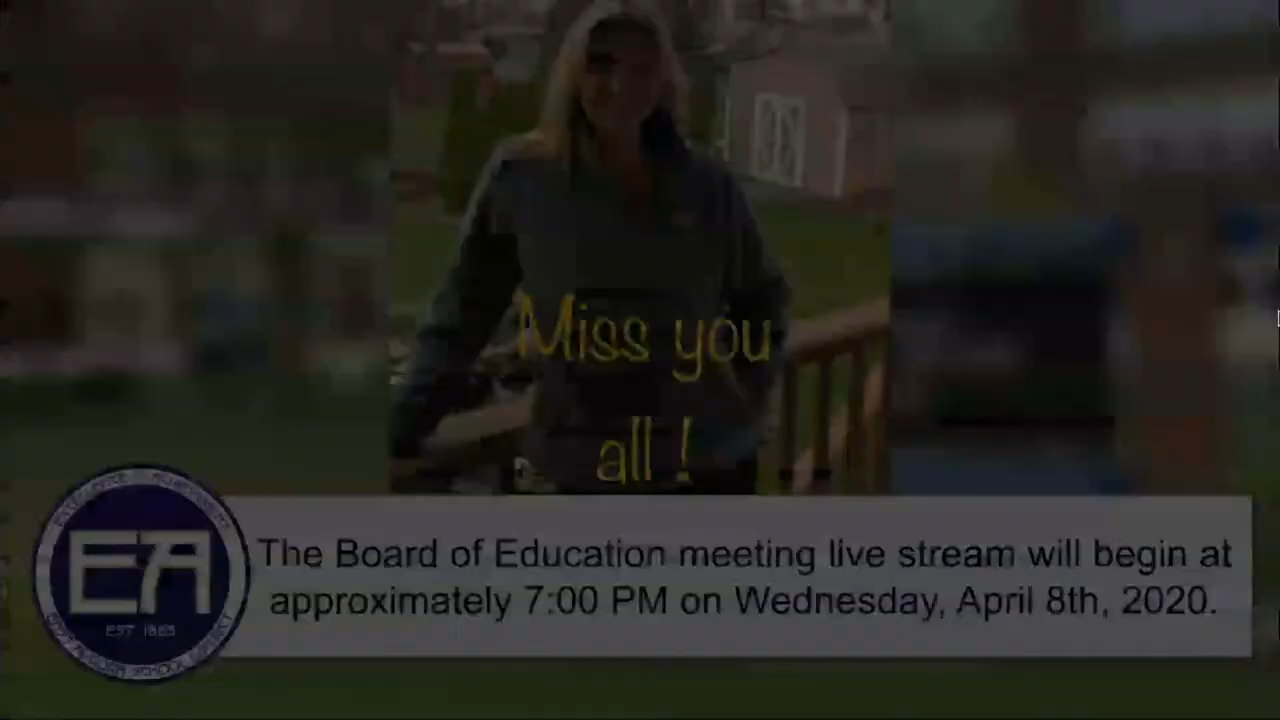 Miss you
all !
The Board of Education meeting live stream will begin at
approximately 7:00 PM on Wednesday, April 8th, 2020.
EA
EST 1865